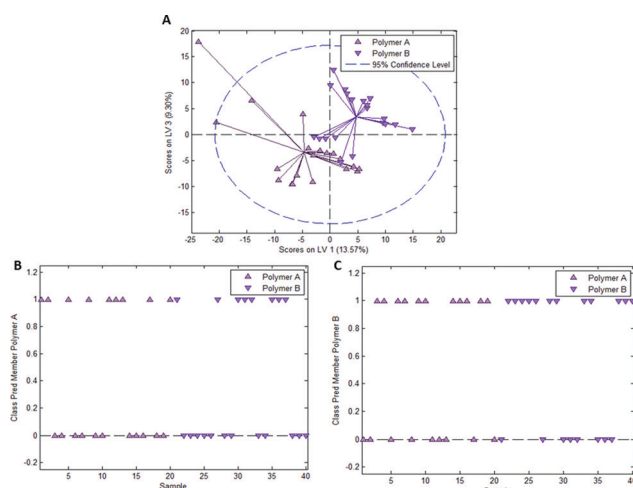 A
Polymer A
Polymer B
95% Confidence Level
20
15
10
5
0
-5
-10
-15
-25 -20 -15 -10 -5 0 5 10 15 20
Scores on LV 3 (9.30%)
Scores on LV 1 (13.57%)
B
Polymer A
Polymer B
1.2
1
0.8
0.6
0.4
0.2
0
-0.2
5 10 15 20 25 30 35 40
Class Pred Member Polymer A
Sample
C
Polymer A
Polymer B
1.2
1
0.8
0.6
0.4
0.2
0
-0.2
5 10 15 20 25 30 35 40
Class Pred Member Polymer B